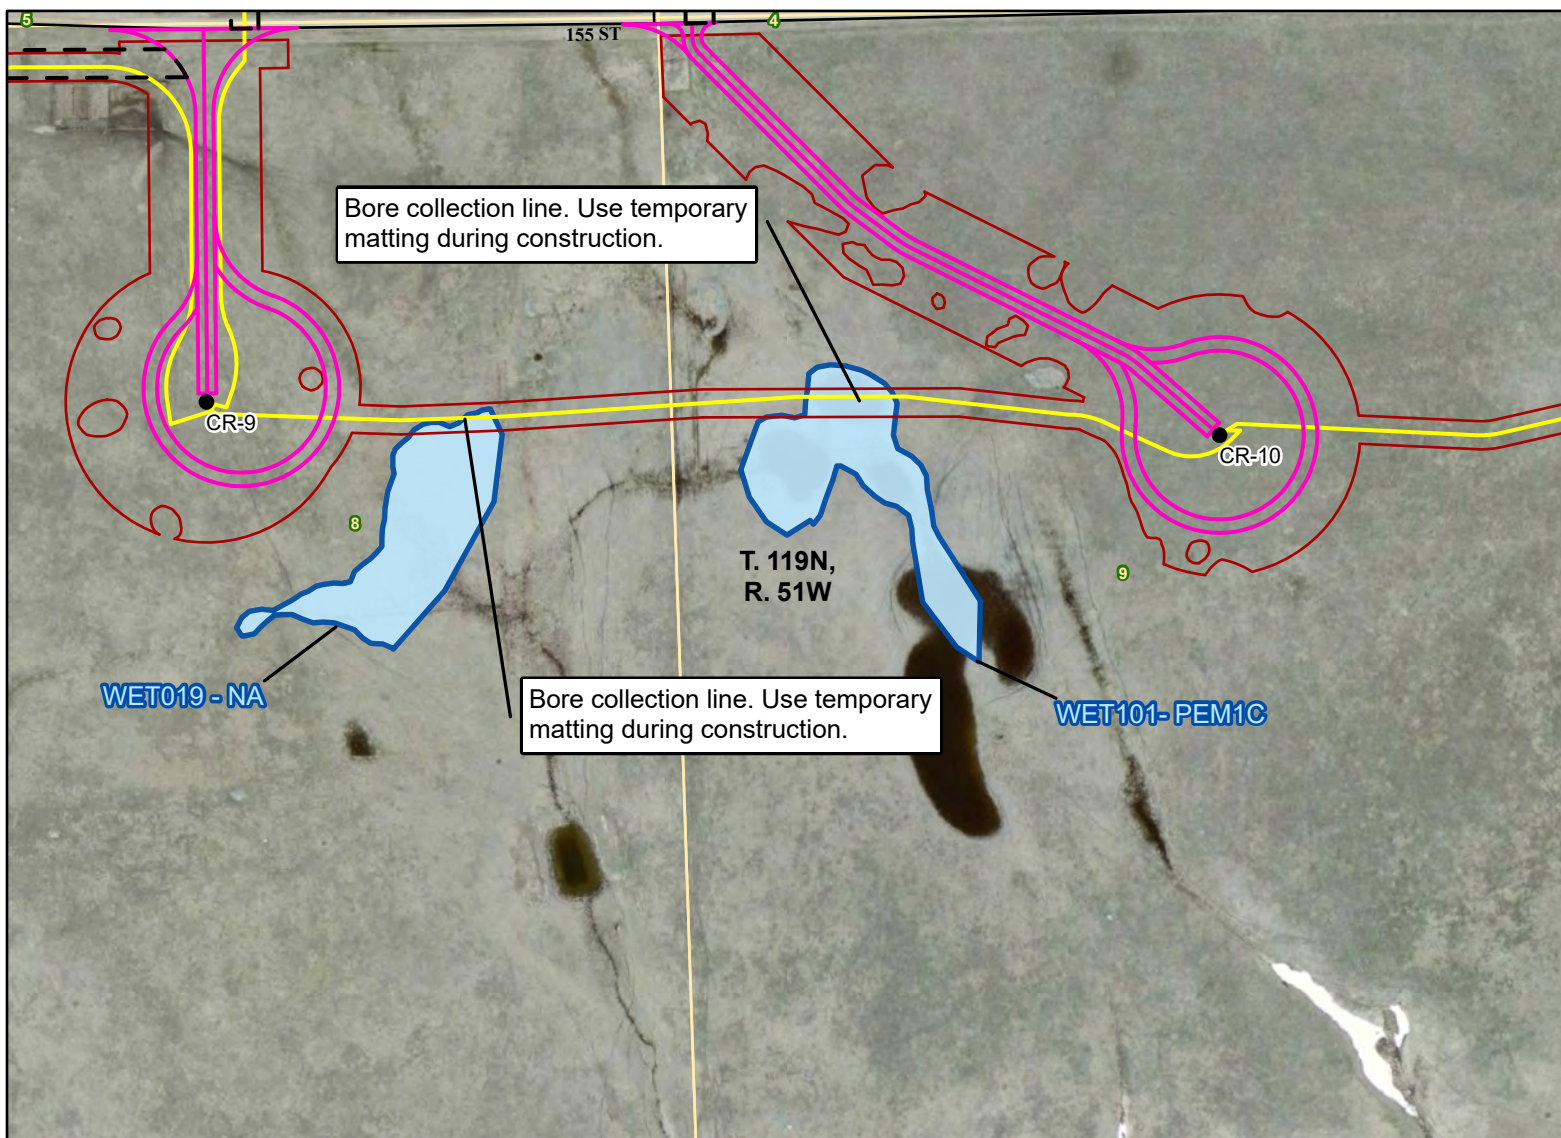 5
4
155 ST
Bore collection line. Use temporary
matting during construction.
CR-9
CR-10
8
T. 119N,
R. 51W
9
WET019 - NA
Bore collection line. Use temporary
matting during construction.
WET101- PEM1C